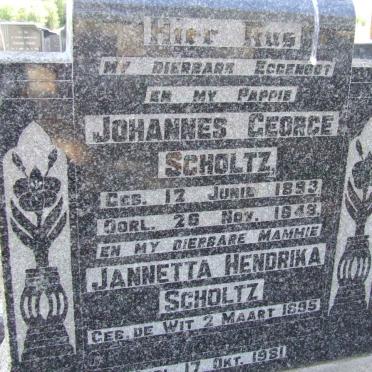 Hier Rus
MY DIERBARE EGGENOOT
EN MY PAPPIE
JOHANNES GEORGE
SCHOLTZ
GEB. 12 JUNIE 1893
OORL. 26 NOV. 1949.
EN MY DIERBARE MAMMIE
JANNETTA HENDRIKA
SCHOLTZ
GEB. DE WIT 2 MAART 1895
17 OKT. 1981